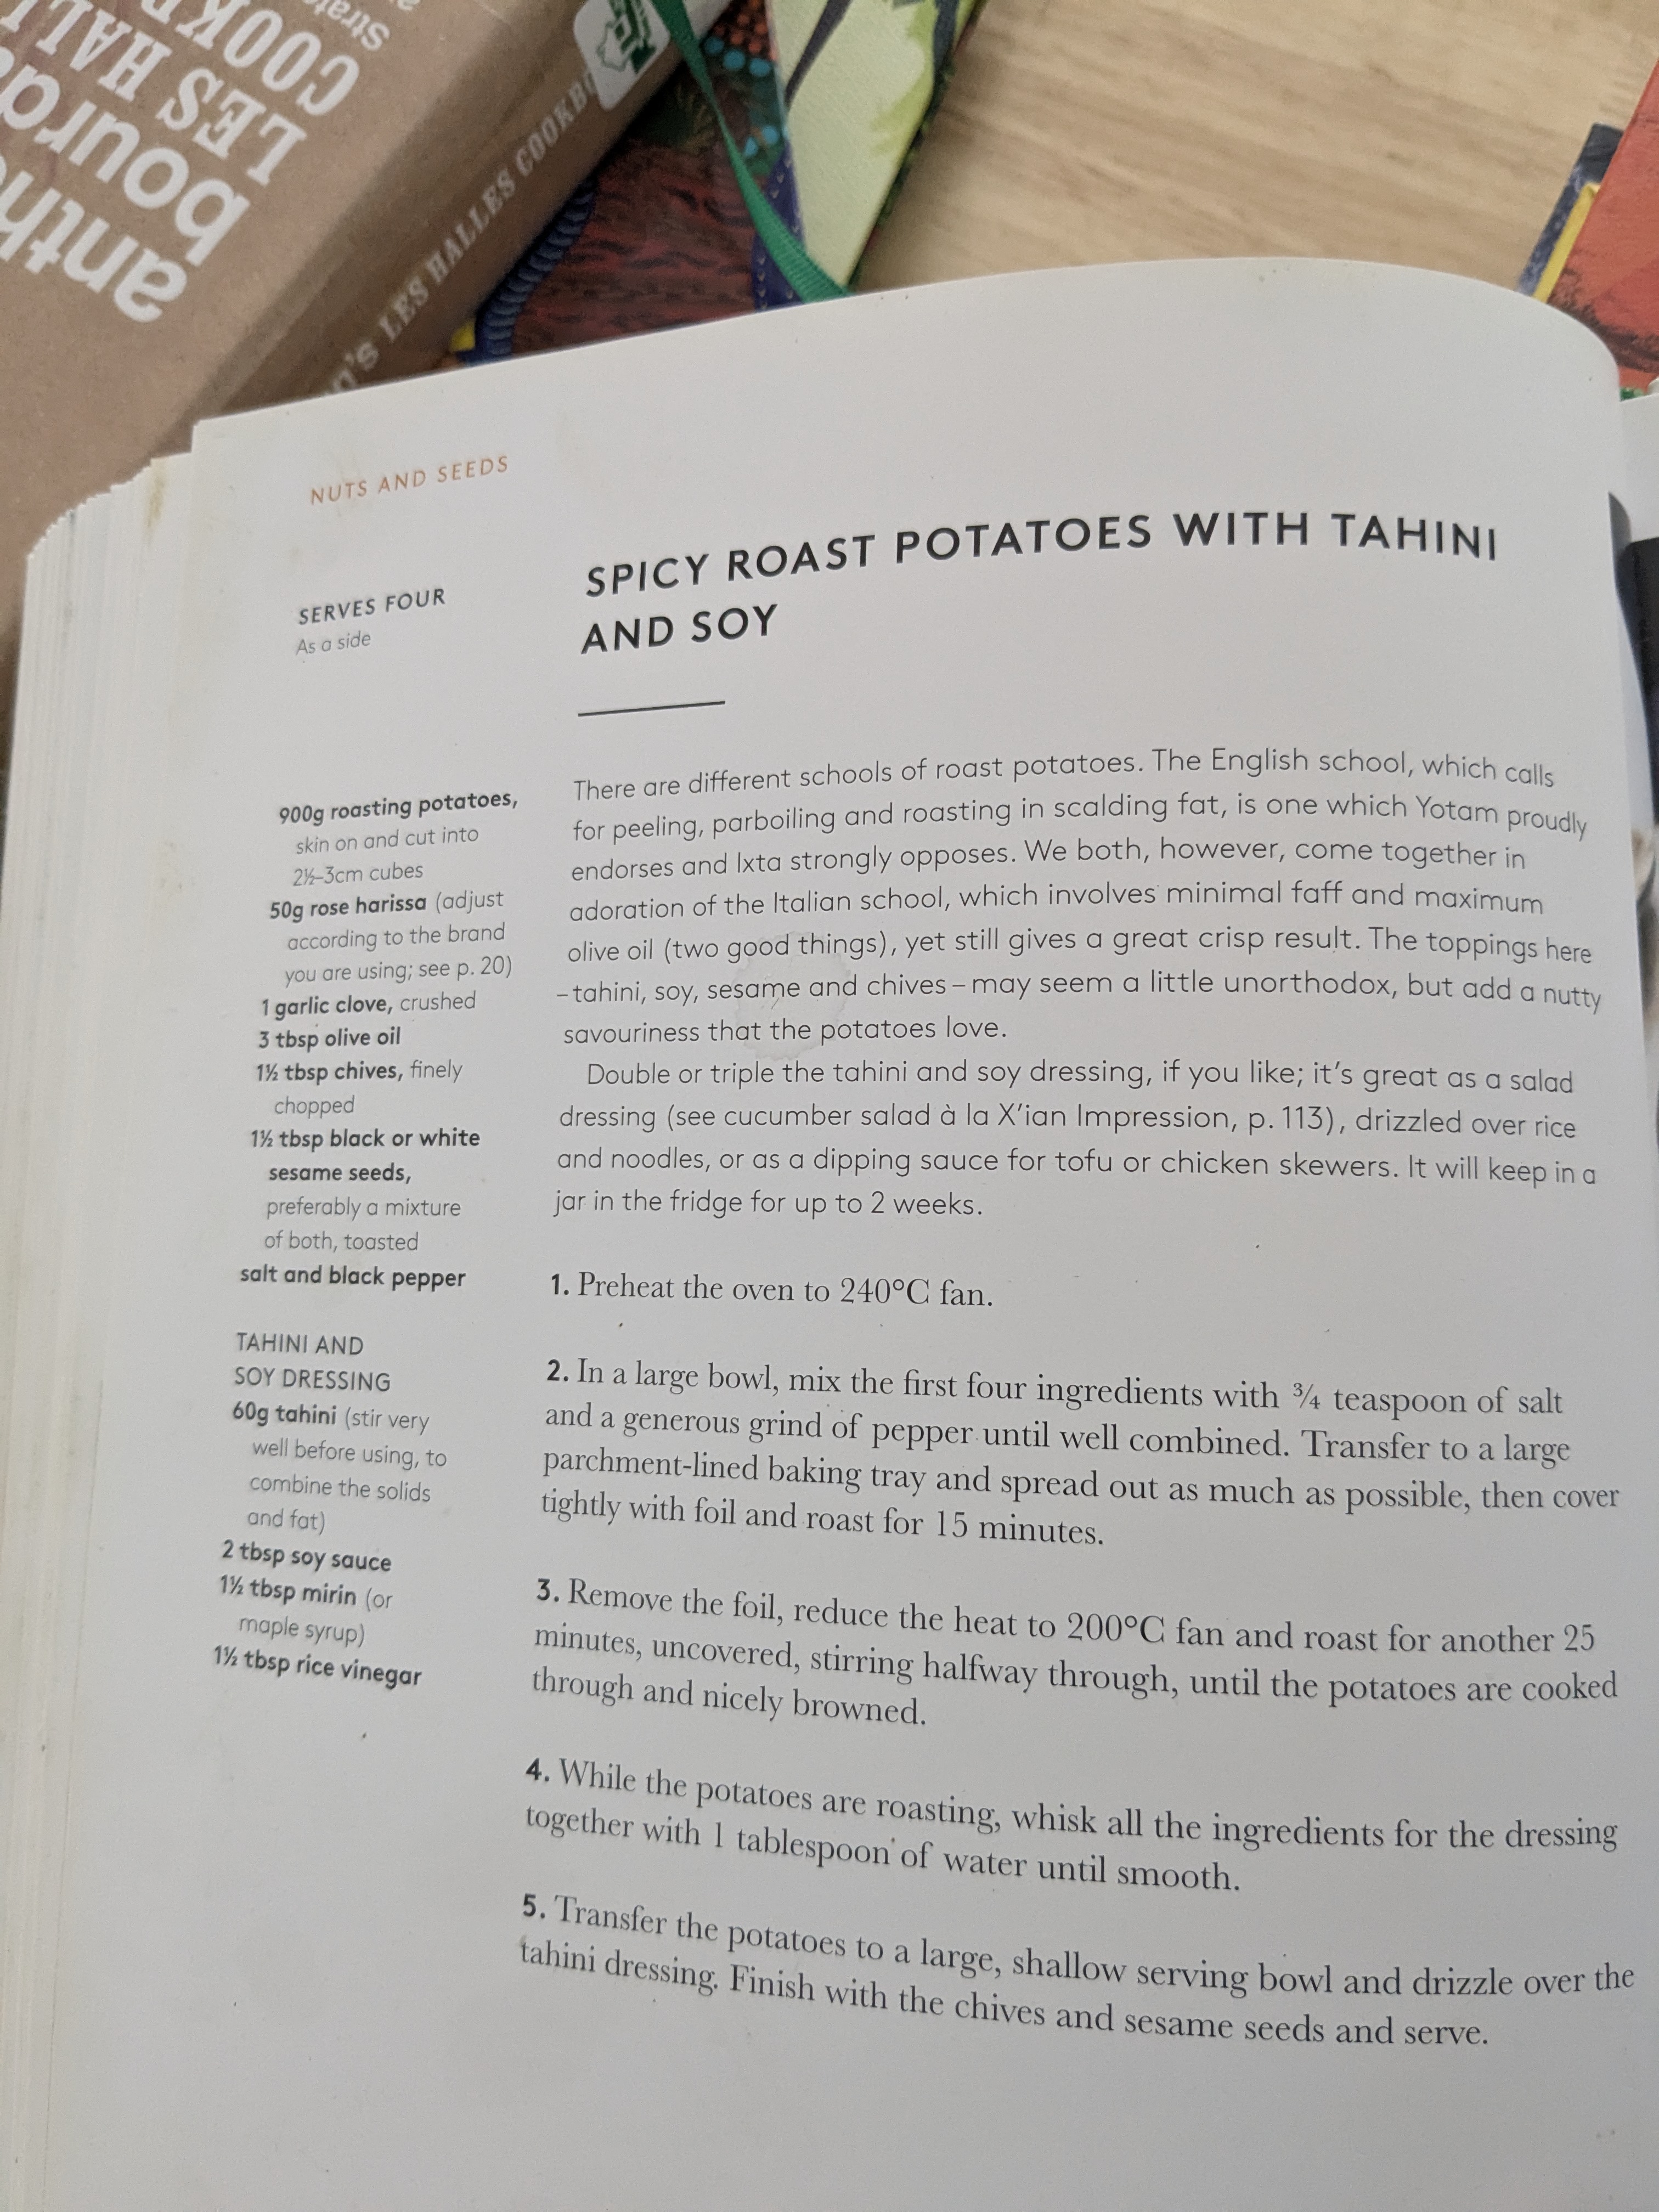 anth
bourd
LES HALL
COOK
strate
n's LES HALLES COOKB
NUTS AND SEEDS
SPICY ROAST POTATOES WITH TAHINI
AND SOY
SERVES FOUR
As a side
900g roasting potatoes,
skin on and cut into
2½–3cm cubes
50g rose harissa (adjust
according to the brand
you are using; see p. 20)
1 garlic clove, crushed
3 tbsp olive oil
1½ tbsp chives, finely
chopped
1½ tbsp black or white
sesame seeds,
preferably a mixture
of both, toasted
salt and black pepper
TAHINI AND
SOY DRESSING
60g tahini (stir very
well before using, to
combine the solids
and fat)
2 tbsp soy sauce
1½ tbsp mirin (or
maple syrup)
1½ tbsp rice vinegar
There are different schools of roast potatoes. The English school, which calls
for peeling, parboiling and roasting in scalding fat, is one which Yotam proudly
endorses and Ixta strongly opposes. We both, however, come together in
adoration of the Italian school, which involves minimal faff and maximum
olive oil (two good things), yet still gives a great crisp result. The toppings here
– tahini, soy, sesame and chives – may seem a little unorthodox, but add a nutty
savouriness that the potatoes love.
Double or triple the tahini and soy dressing, if you like; it's great as a salad
dressing (see cucumber salad à la X'ian Impression, p. 113), drizzled over rice
and noodles, or as a dipping sauce for tofu or chicken skewers. It will keep in a
jar in the fridge for up to 2 weeks.
1. Preheat the oven to 240°C fan.
2. In a large bowl, mix the first four ingredients with ¾ teaspoon of salt
and a generous grind of pepper until well combined. Transfer to a large
parchment-lined baking tray and spread out as much as possible, then cover
tightly with foil and roast for 15 minutes.
3. Remove the foil, reduce the heat to 200°C fan and roast for another 25
minutes, uncovered, stirring halfway through, until the potatoes are cooked
through and nicely browned.
4. While the potatoes are roasting, whisk all the ingredients for the dressing
together with 1 tablespoon of water until smooth.
5. Transfer the potatoes to a large, shallow serving bowl and drizzle over the
tahini dressing. Finish with the chives and sesame seeds and serve.